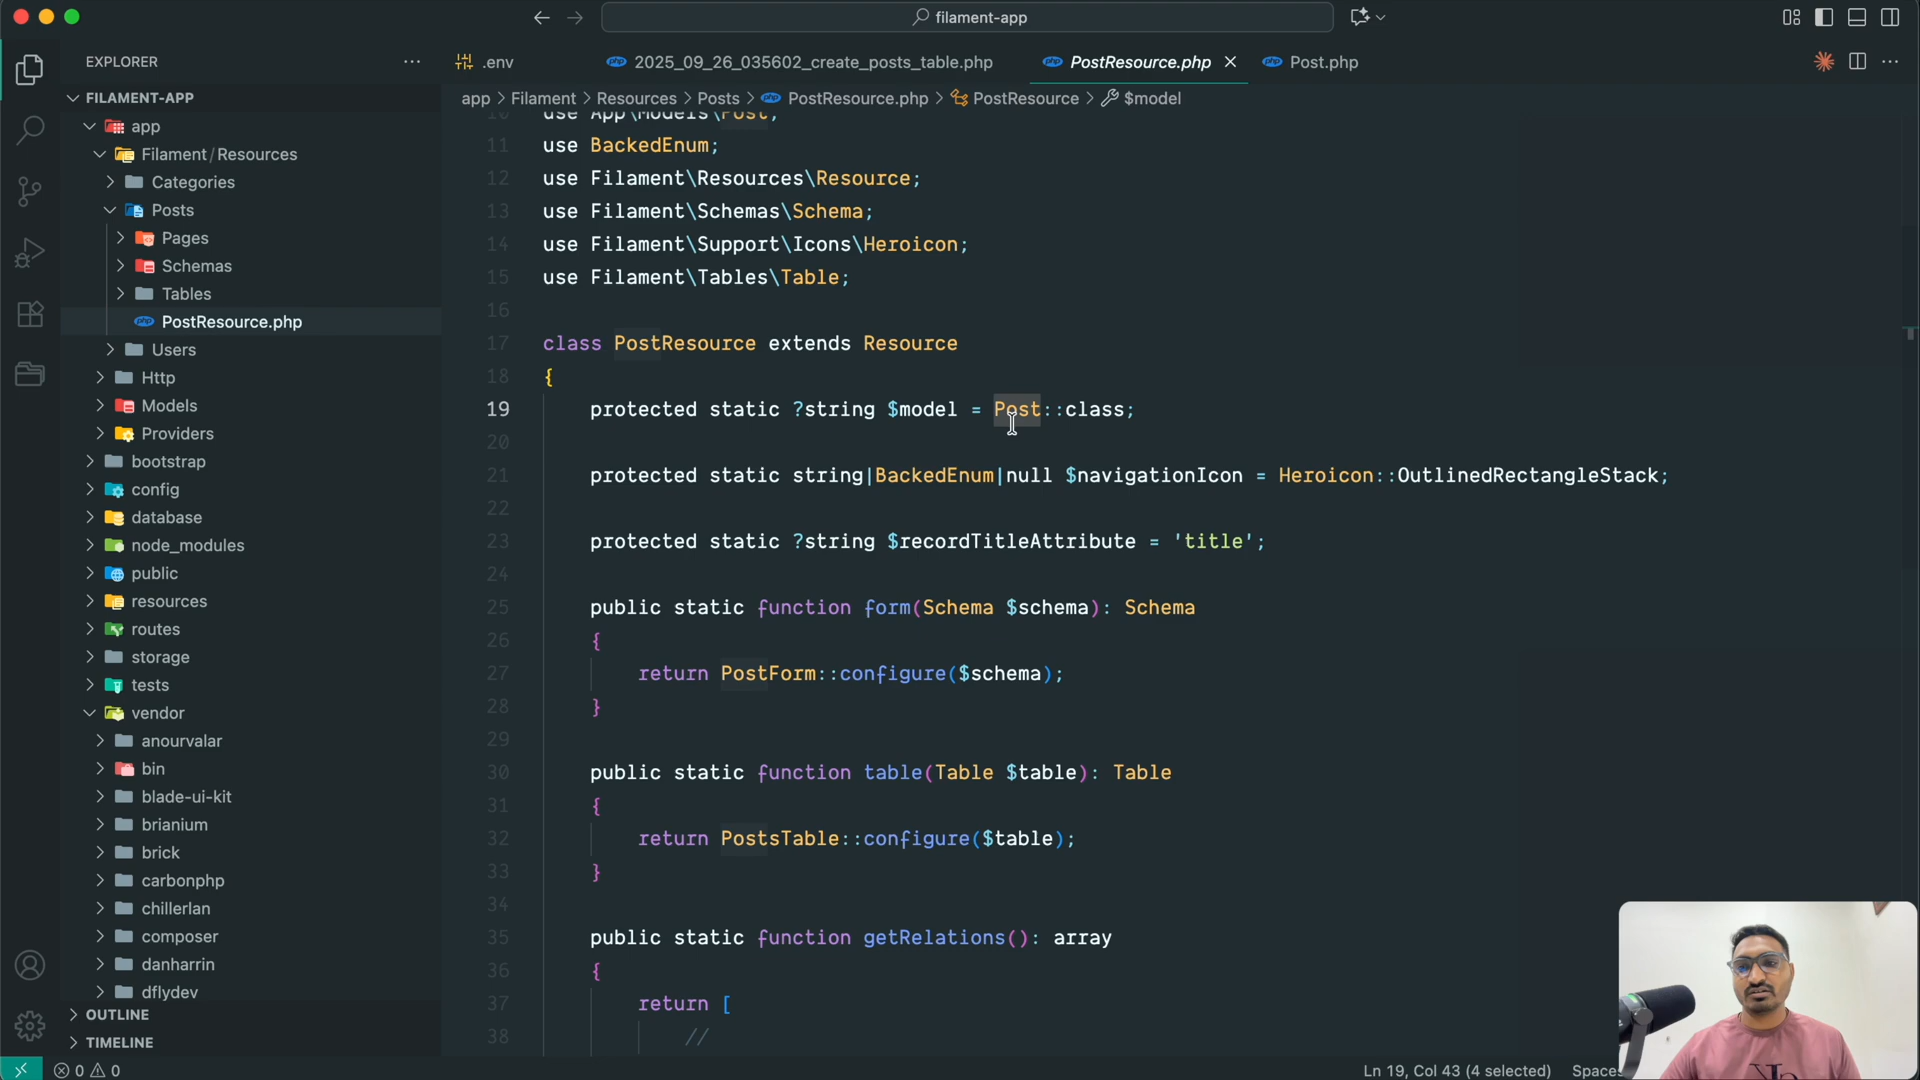 filament-app
EXPLORER
.env
2025_09_26_035602_create_posts_table.php
PostResource.php
Post.php
FILAMENT-APP
app
Filament/Resources
Categories
Posts
Pages
Schemas
Tables
PostResource.php
Users
Http
Models
Providers
bootstrap
config
database
node_modules
public
resources
routes
storage
tests
vendor
anourvalar
bin
blade-ui-kit
brianium
brick
carbonphp
chillerlan
composer
danharrin
dflydev
OUTLINE
TIMELINE
app > Filament > Resources > Posts > PostResource.php > PostResource > $model
10 use App\Models\Post;
11 use BackedEnum;
12 use Filament\Resources\Resource;
13 use Filament\Schemas\Schema;
14 use Filament\Support\Icons\Heroicon;
15 use Filament\Tables\Table;
16
17 class PostResource extends Resource
18 {
19 protected static ?string $model = Post::class;
20
21 protected static string|BackedEnum|null $navigationIcon = Heroicon::OutlinedRectangleStack;
22
23 protected static ?string $recordTitleAttribute = 'title';
24
25 public static function form(Schema $schema): Schema
26 {
27 return PostForm::configure($schema);
28 }
29
30 public static function table(Table $table): Table
31 {
32 return PostsTable::configure($table);
33 }
34
35 public static function getRelations(): array
36 {
37 return [
38 //
0 0
Ln 19, Col 43 (4 selected)